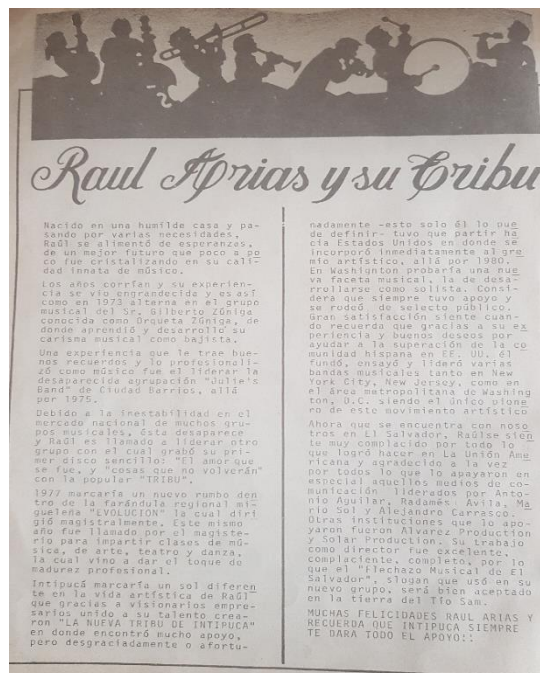 Raul Arias y su Tribu
Nacido en una humilde casa y pa-
sando por varias necesidades,
Raúl se alimentó de esperanzas,
de un mejor futuro que poco a po
co fue cristalizando en su cali-
dad innata de músico.
Los años corrían y su experien-
cia se vio engrandecida y es así
como en 1973 alterna en el grupo
musical del Sr. Gilberto Zúñiga
conocida como Orqueta Zúñiga, de
donde aprendió y desarrolló su
carisma musical como bajista.
Una experiencia que le trae bue-
nos recuerdos y lo profesionali-
zó como músico fue el liderar la
desaparecida agrupación "Julie's
Band" de Ciudad Barrios, allá
por 1975.
Debido a la inestabilidad en el
mercado nacional de muchos gru-
pos musicales, ésta desaparece
y Raúl es llamado a liderar otro
grupo con el cual grabó su pri-
mer disco sencillo: "El amor que
se fue, y "cosas que no volverán"
con la popular "TRIBU".
1977 marcaría un nuevo rumbo den
tro de la farándula regional mi-
gueleña "EVOLUCION" la cual diri
gió magistralmente. Este mismo
año fue llamado por el magiste-
rio para impartir clases de mú-
sica, de arte, teatro y danza.
la cual vino a dar el toque de
madurez profesional.
Intipucá marcaría un sol diferen
te en la vida artística de Raúl
que gracias a visionarios empre-
sarios unido a su talento crea-
ron "LA NUEVA TRIBU DE INTIPUCA"
en donde encontró mucho apoyo,
pero desgraciadamente o afortu-
nadamente -esto solo él lo pue
de definir- tuvo que partir ha
cia Estados Unidos en donde se
incorporó inmediatamente al gre
mio artístico, allá por 1980.
En Washignton probaría una nue
va faceta musical, la de desa-
rrollarse como solista. Consi-
dera que siempre tuvo apoyo y
se rodeó de selecto público.
Gran satisfacción siente cuan-
do recuerda que gracias a su ex
periencia y buenos deseos por
ayudar a la superación de la co
munidad hispana en EE. UU. él
fundó, ensayó y lideró varias
bandas musicales tanto en New
York City, New Jersey, como en
el área metropolitana de Washing
ton, D.C. siendo el único pione
ro de este movimiento artístico
Ahora que se encuentra con noso
tros en El Salvador, Raúlse sien
te muy complacido por todo lo
que logró hacer en La Unión Ame
ricana y agradecido a la vez
por todos lo que lo apayaron en
especial aquellos medios de co-
municación liderados por Anto-
nio Aguilar, Radamés Avila, Ma
rio Sol y Alejandro Carrasco.
Otras instituciones que lo apo-
yaron fueron Alvarez Production
y Solar Production. Su trabajo
como director fue excelente,
complaciente, completo, por lo
que el "Flechazo Musical de El
Salvador", slogan que usó en su
nuevo grupo, será bien aceptado
en la tierra del Tío Sam.
MUCHAS FELICIDADES RAUL ARIAS Y
RECUERDA QUE INTIPUCA SIEMPRE
TE DARA TODO EL APOYO!!